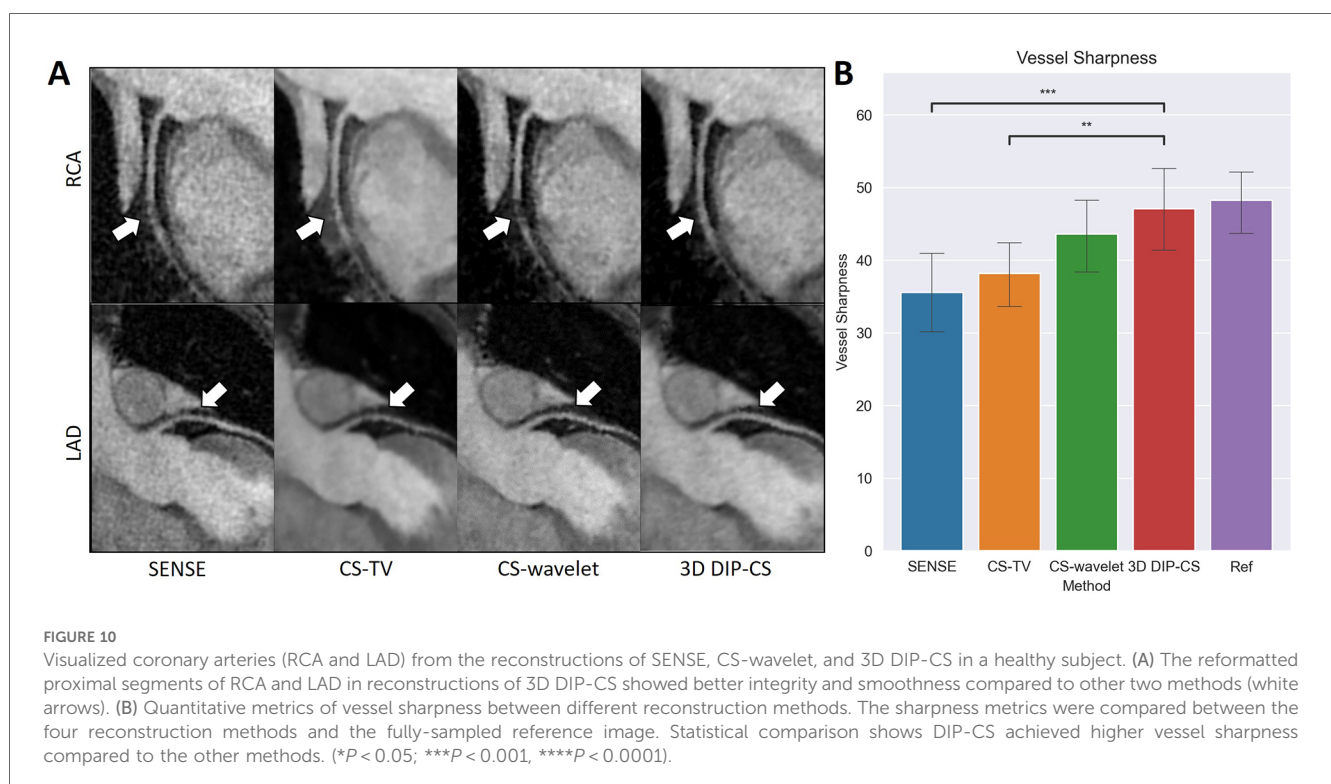 A
RCA
LAD
SENSE
CS-TV
CS-wavelet
3D DIP-CS
B
Vessel Sharpness
***
**
60
50
40
30
20
10
0
Vessel Sharpness
SENSE
CS-TV
CS-wavelet
3D DIP-CS
Ref
Method
FIGURE 10
Visualized coronary arteries (RCA and LAD) from the reconstructions of SENSE, CS-wavelet, and 3D DIP-CS in a healthy subject. (A) The reformatted
proximal segments of RCA and LAD in reconstructions of 3D DIP-CS showed better integrity and smoothness compared to other two methods (white
arrows). (B) Quantitative metrics of vessel sharpness between different reconstruction methods. The sharpness metrics were compared between the
four reconstruction methods and the fully-sampled reference image. Statistical comparison shows DIP-CS achieved higher vessel sharpness
compared to the other methods. (*P < 0.05; ***P < 0.001, ****P < 0.0001).